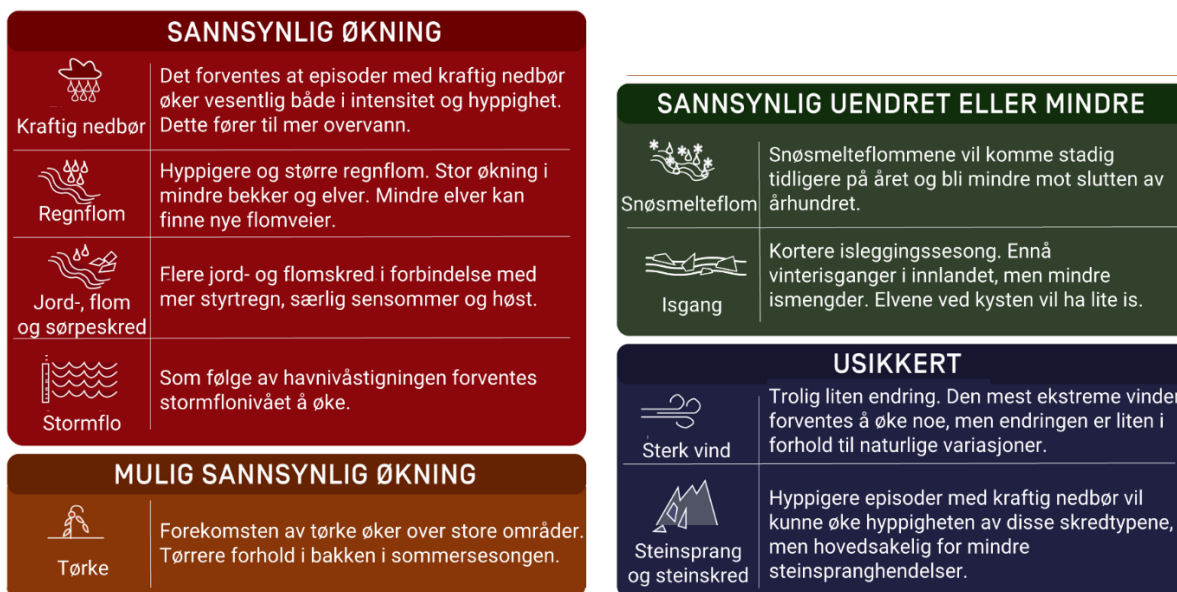 SANNSYNLIG ØKNING
Kraftig nedbør
Det forventes at episoder med kraftig nedbør
øker vesentlig både i intensitet og hyppighet.
Dette fører til mer overvann.
Regnflom
Hyppigere og større regnflom. Stor økning i
mindre bekker og elver. Mindre elver kan
finne nye flomveier.
Jord-, flom
og sørpeskred
Flere jord- og flomskred i forbindelse med
mer styrtregn, særlig sensommer og høst.
Stormflo
Som følge av havnivåstigningen forventes
stormflonivået å øke.
MULIG SANNSYNLIG ØKNING
Tørke
Forekomsten av tørke øker over store områder.
Tørrere forhold i bakken i sommersesongen.
SANNSYNLIG UENDRET ELLER MINDRE
Snøsmelteflom
Snøsmelteflommene vil komme stadig
tidligere på året og bli mindre mot slutten av
århundret.
Isgang
Kortere isleggingssesong. Ennå
vinterisganger i innlandet, men mindre
ismengder. Elvene ved kysten vil ha lite is.
USIKKERT
Sterk vind
Trolig liten endring. Den mest ekstreme vinden
forventes å øke noe, men endringen er liten i
forhold til naturlige variasjoner.
Steinsprang
og steinskred
Hyppigere episoder med kraftig nedbør vil
kunne øke hyppigheten av disse skredtypene,
men hovedsakelig for mindre
steinspranghendelser.